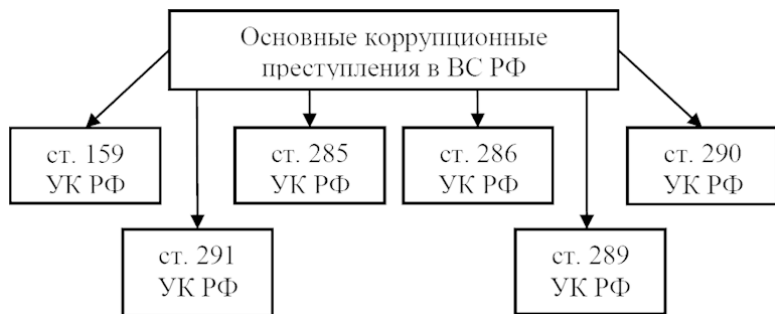 Основные коррупционные
преступления в ВС РФ
ст. 159
УК РФ
ст. 285
УК РФ
ст. 286
УК РФ
ст. 290
УК РФ
ст. 291
УК РФ
ст. 289
УК РФ